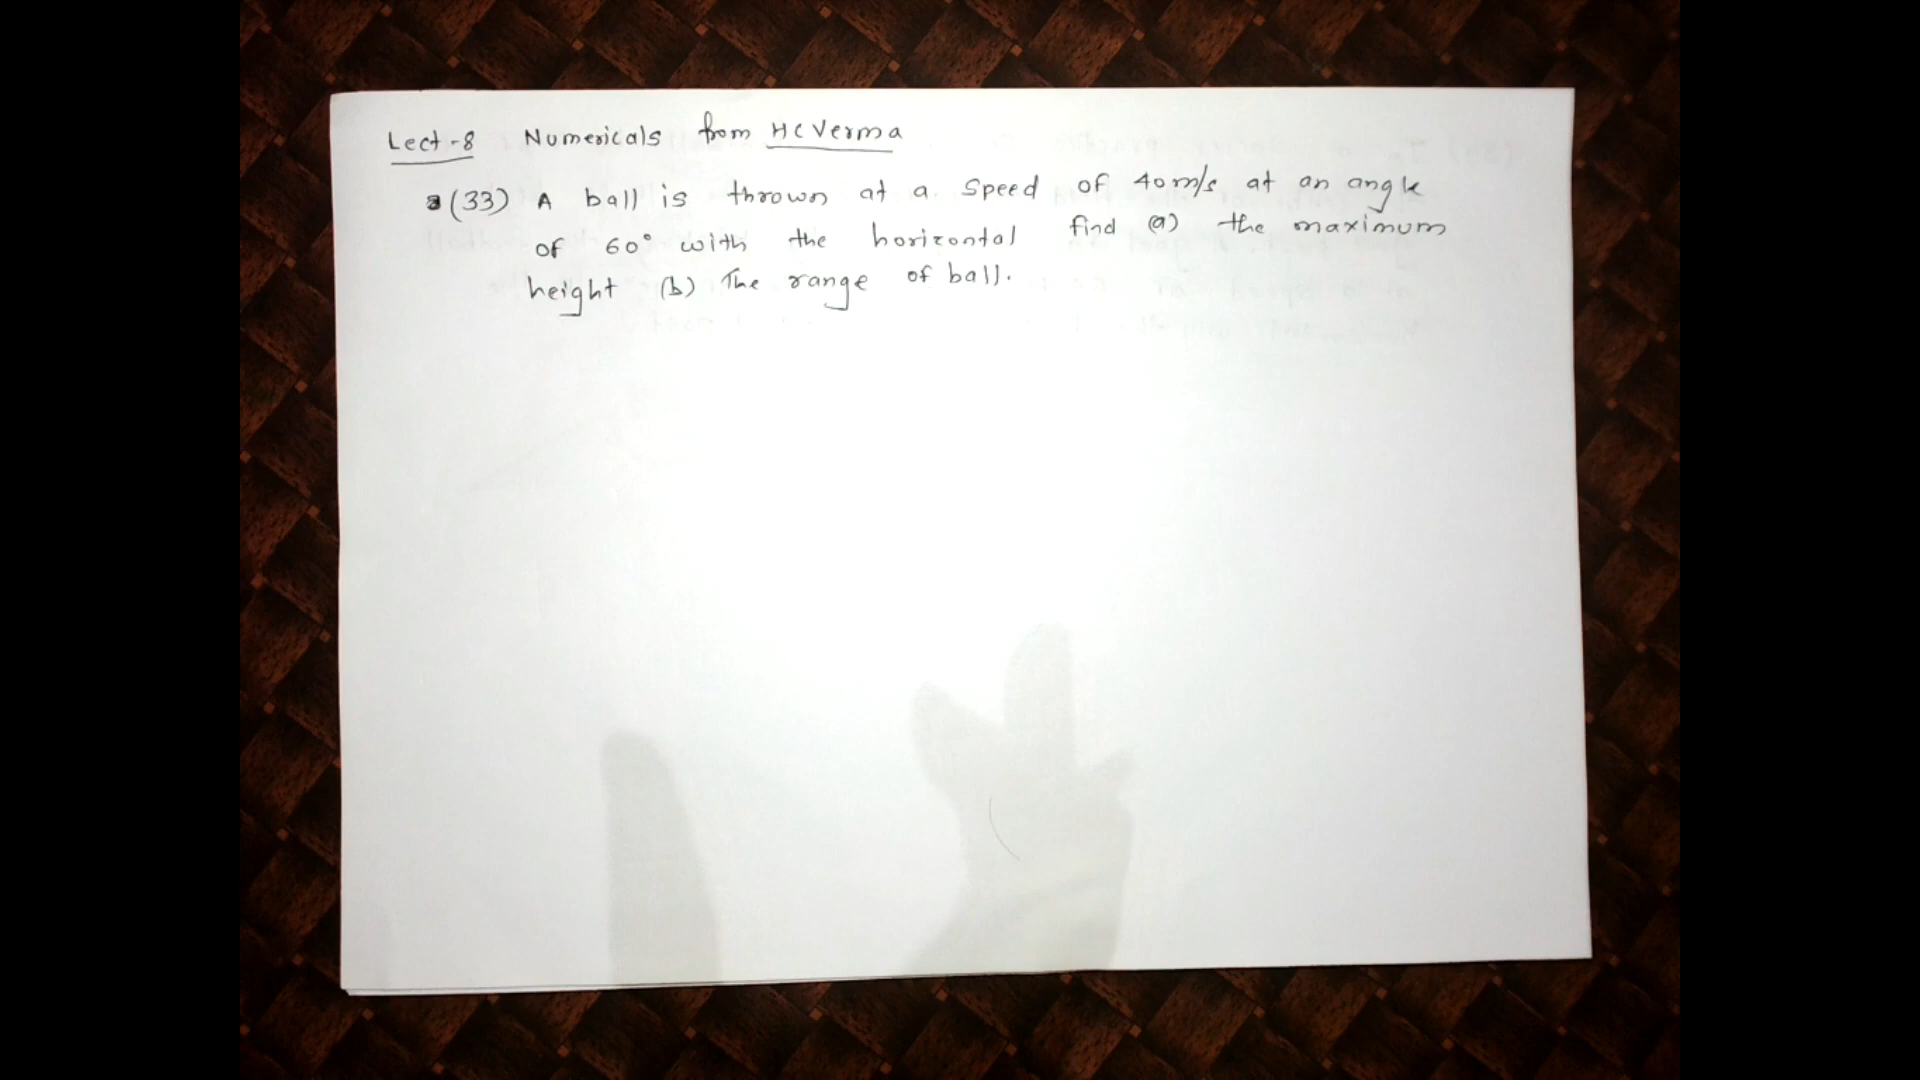 Lect-8 Numericals from HC Verma
(33) A ball is thrown at a speed of 40m/s at an angle
of 60° with the horizontal find (a) the maximum
height (b) The range of ball.